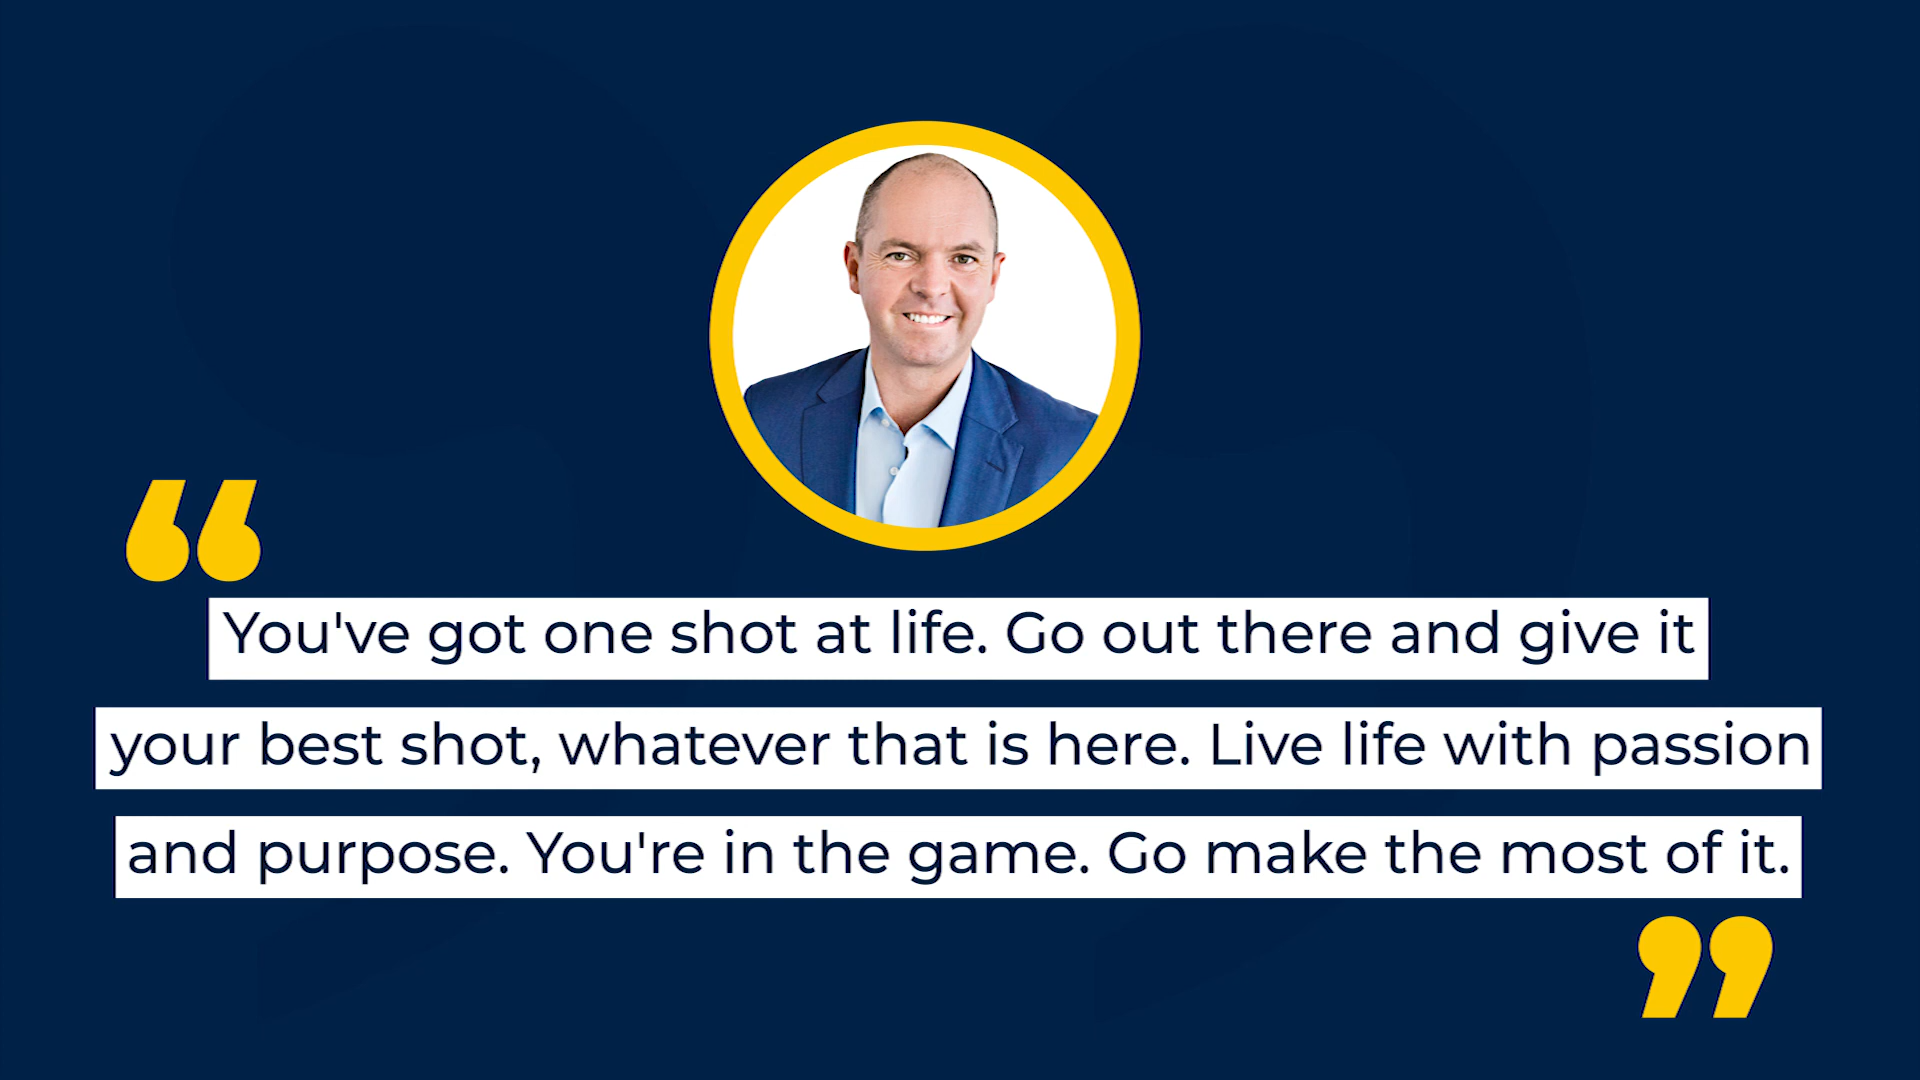 “
You've got one shot at life. Go out there and give it
your best shot, whatever that is here. Live life with passion
and purpose. You're in the game. Go make the most of it.
”